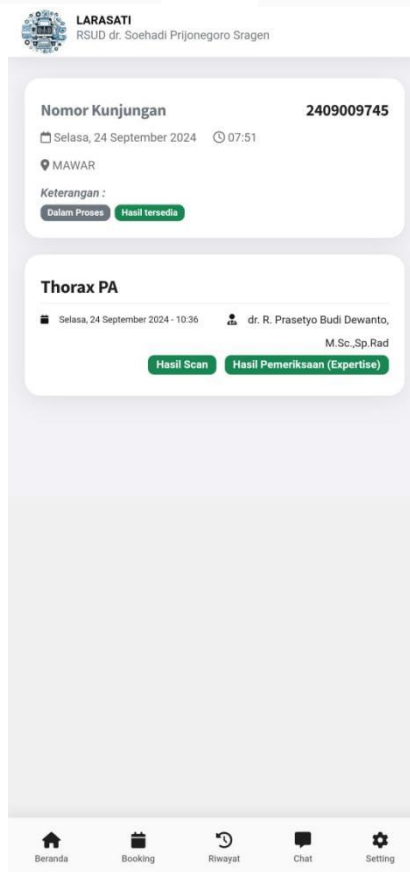 LARASATI
RSUD dr. Soehadi Prijonegoro Sragen
Nomor Kunjungan 2409009745
Selasa, 24 September 2024 07:51
MAWAR
Keterangan :
Dalam Proses Hasil tersedia
Thorax PA
Selasa, 24 September 2024 - 10:36 dr. R. Prasetyo Budi Dewanto,
M.Sc.,Sp.Rad
Hasil Scan Hasil Pemeriksaan (Expertise)
Beranda Booking Riwayat Chat Setting